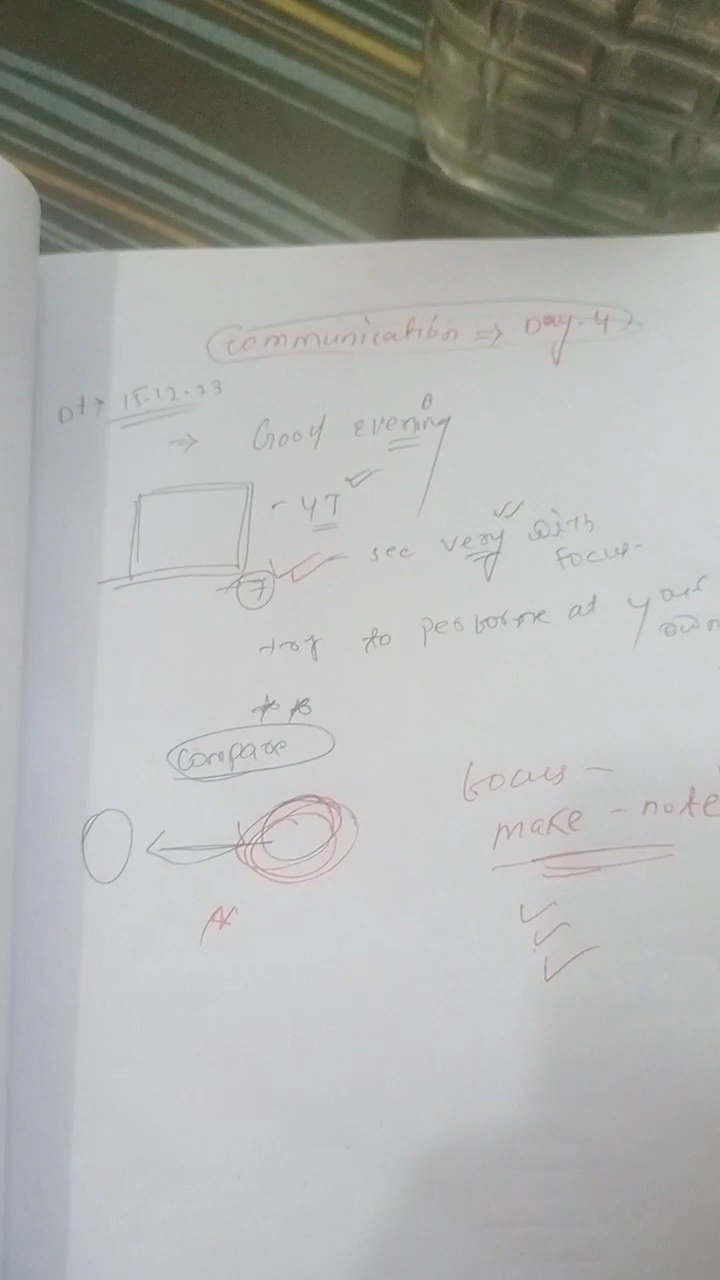 Communication => Day-4
Dt> 15-12-23
=> Good Evening
- YT
7 see very with
focus-
try to performe at your
own
Compare
focus -
make - note